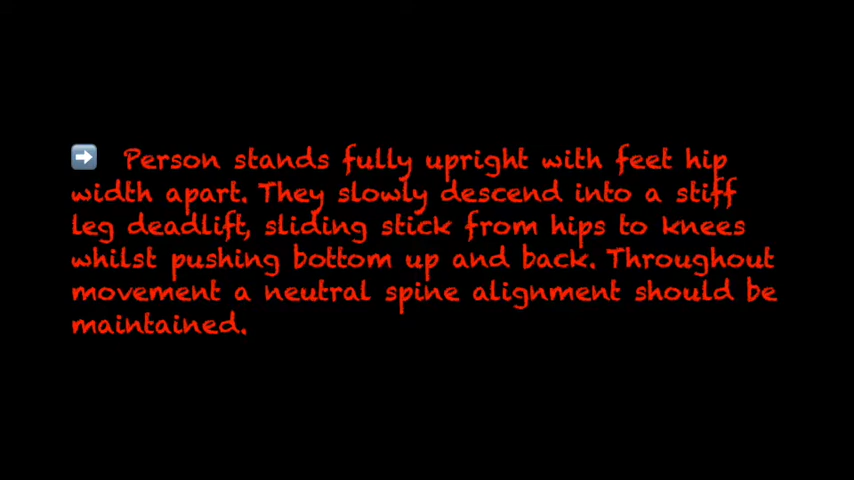 ➡️ Person stands fully upright with feet hip
width apart. They slowly descend into a stiff
leg deadlift, sliding stick from hips to knees
whilst pushing bottom up and back. Throughout
movement a neutral spine alignment should be
maintained.